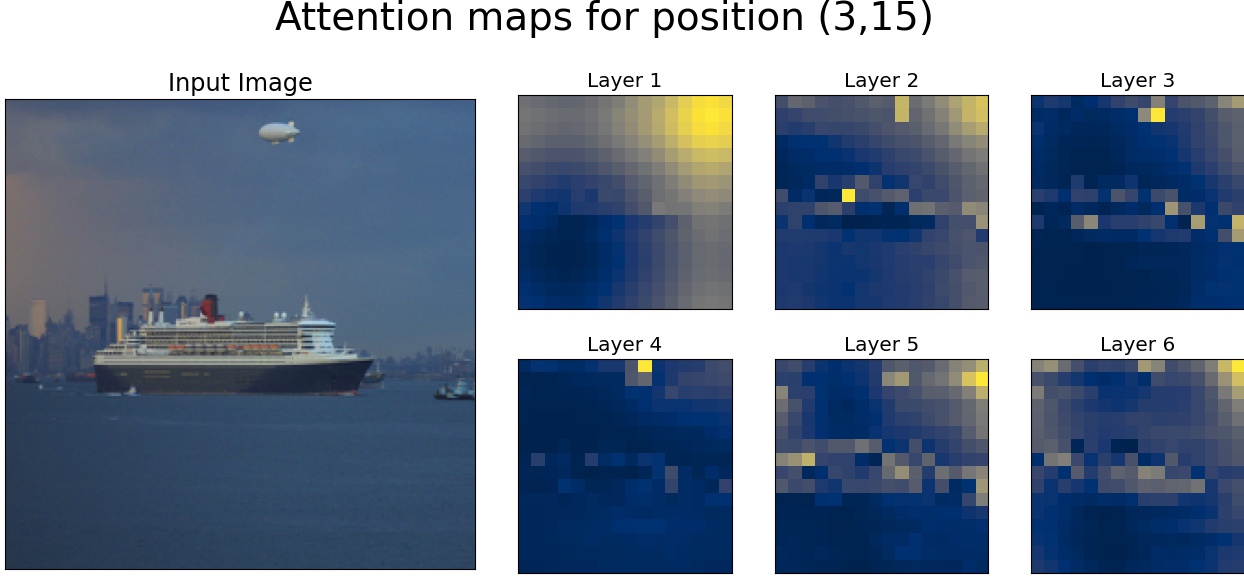 Attention maps for position (3,15)
Input Image
Layer 1
Layer 2
Layer 3
Layer 4
Layer 5
Layer 6